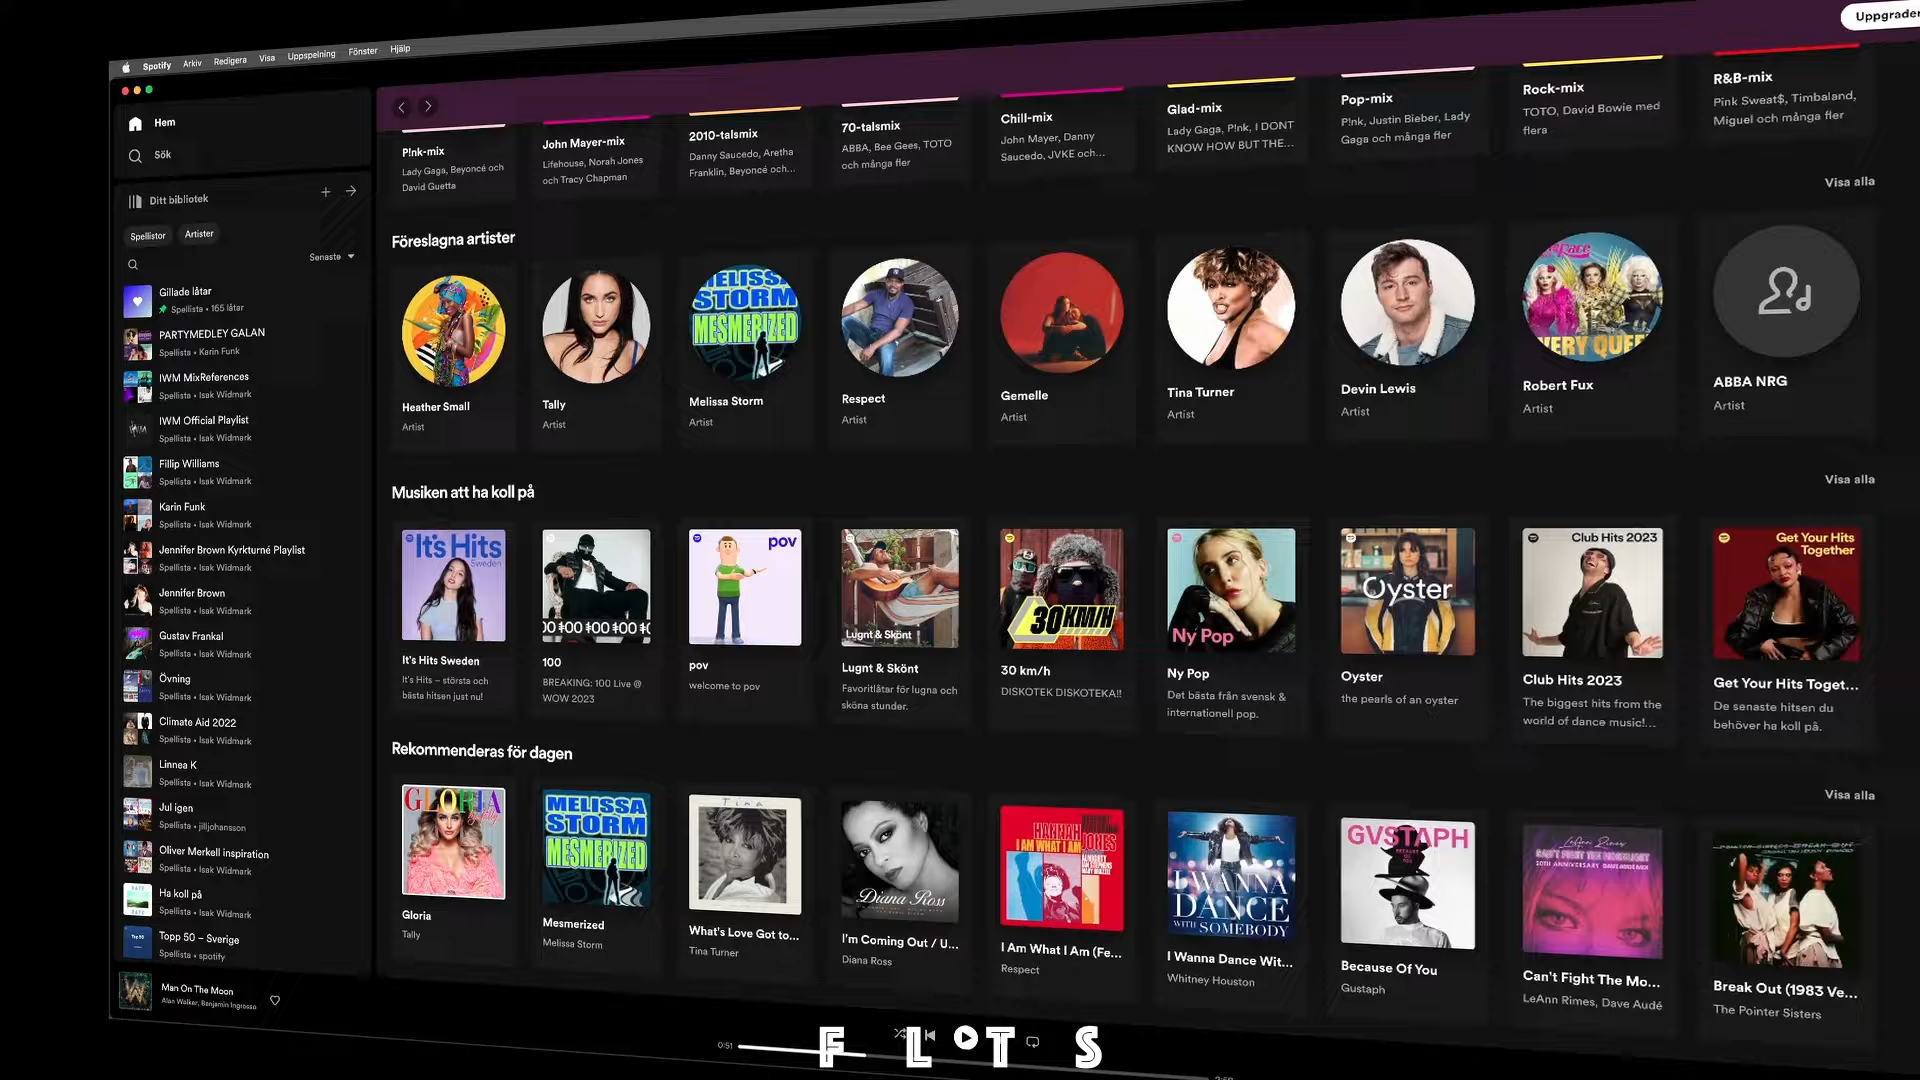 Spotify Arkiv Redigera Visa Uppspelning Fönster Hjälp
Hem
Sök
Ditt bibliotek
Spellistor Artister
Senaste
Gillade låtar
Spellista • 165 låtar
PARTYMEDLEY GALAN
Spellista • Karin Funk
IWM MixReferences
Spellista • Isak Widmark
IWM Official Playlist
Spellista • Isak Widmark
Fillip Williams
Spellista • Isak Widmark
Karin Funk
Spellista • Isak Widmark
Jennifer Brown Kyrkturné Playlist
Spellista • Isak Widmark
Jennifer Brown
Spellista • Isak Widmark
Gustav Frankal
Spellista • Isak Widmark
Övning
Spellista • Isak Widmark
Climate Aid 2022
Spellista • Isak Widmark
Linnea K
Spellista • Isak Widmark
Jul igen
Spellista • jilljohansson
Oliver Merkell inspiration
Spellista • Isak Widmark
Ha koll på
Spellista • Isak Widmark
Topp 50 – Sverige
Spellista • spotify
Man On The Moon
Alan Walker, Benjamin Ingrosso
P!nk-mix
Lady Gaga, Beyoncé och
David Guetta
John Mayer-mix
Lifehouse, Norah Jones
och Tracy Chapman
2010-talsmix
Danny Saucedo, Aretha
Franklin, Beyoncé och...
70-talsmix
ABBA, Bee Gees, TOTO
och många fler
Chill-mix
John Mayer, Danny
Saucedo, JVKE och...
Glad-mix
Lady Gaga, P!nk, I DONT
KNOW HOW BUT THE...
Pop-mix
P!nk, Justin Bieber, Lady
Gaga och många fler
Rock-mix
TOTO, David Bowie med
flera
R&B-mix
Pink Sweat$, Timbaland,
Miguel och många fler
Föreslagna artister
Visa alla
MELISSA
STORM
MESMERIZED
VERY QUEE
Heather Small
Artist
Tally
Artist
Melissa Storm
Artist
Respect
Artist
Gemelle
Artist
Tina Turner
Artist
Devin Lewis
Artist
Robert Fux
Artist
ABBA NRG
Artist
Musiken att ha koll på
Visa alla
It's Hits
Sweden
pov
Lugnt & Skönt
30KM/H
Ny Pop
Oyster
Club Hits 2023
Get Your Hits
Together
It's Hits Sweden
It's Hits – största och
bästa hitsen just nu!
100
BREAKING: 100 Live @
WOW 2023
pov
welcome to pov
Lugnt & Skönt
Favoritlåtar för lugna och
sköna stunder.
30 km/h
DISKOTEK DISKOTEKA!!
Ny Pop
Det bästa från svensk &
internationell pop.
Oyster
the pearls of an oyster
Club Hits 2023
The biggest hits from the
world of dance music!...
Get Your Hits Toget...
De senaste hitsen du
behöver ha koll på.
Rekommenderas för dagen
Visa alla
GLORIA
MELISSA
STORM
MESMERIZED
Tina
Diana Ross
HANNAH JONES
I AM WHAT I AM
I WANNA
DANCE
WITH SOMEBODY
GVSTAPH
LeAnn Rimes
CAN'T FIGHT THE MOONLIGHT
Gloria
Tally
Mesmerized
Melissa Storm
What's Love Got to...
Tina Turner
I'm Coming Out / U...
Diana Ross
I Am What I Am (Fe...
Respect
I Wanna Dance Wit...
Whitney Houston
Because Of You
Gustaph
Can't Fight The Mo...
LeAnn Rimes, Dave Audé
Break Out (1983 Ve...
The Pointer Sisters
0:51
F L T S